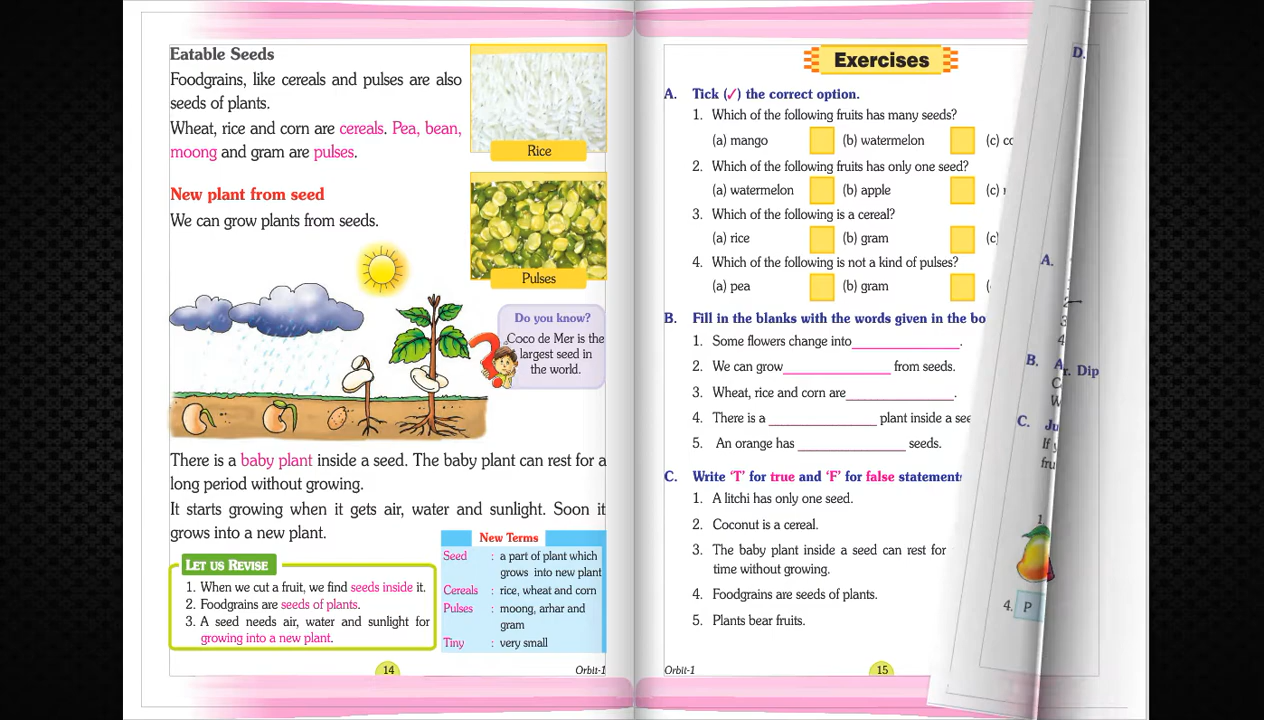 Eatable Seeds
Foodgrains, like cereals and pulses are also
seeds of plants.
Wheat, rice and corn are cereals. Pea, bean,
moong and gram are pulses.
Rice
New plant from seed
We can grow plants from seeds.
Pulses
Do you know?
Coco de Mer is the
largest seed in
the world.
There is a baby plant inside a seed. The baby plant can rest for a
long period without growing.
It starts growing when it gets air, water and sunlight. Soon it
grows into a new plant.
LET US REVISE
1. When we cut a fruit, we find seeds inside it.
2. Foodgrains are seeds of plants.
3. A seed needs air, water and sunlight for
growing into a new plant.
New Terms
Seed : a part of plant which
grows into new plant
Cereals : rice, wheat and corn
Pulses : moong, arhar and
gram
Tiny : very small
14
Orbit-1
Exercises
A. Tick (✓) the correct option.
1. Which of the following fruits has many seeds?
(a) mango (b) watermelon (c)
2. Which of the following fruits has only one seed?
(a) watermelon (b) apple (c)
3. Which of the following is a cereal?
(a) rice (b) gram (c)
4. Which of the following is not a kind of pulses?
(a) pea (b) gram
B. Fill in the blanks with the words given in the bo
1. Some flowers change into ____________.
2. We can grow ____________ from seeds.
3. Wheat, rice and corn are ____________.
4. There is a ____________ plant inside a see
5. An orange has ____________ seeds.
C. Write 'T' for true and 'F' for false statement
1. A litchi has only one seed.
2. Coconut is a cereal.
3. The baby plant inside a seed can rest for
time without growing.
4. Foodgrains are seeds of plants.
5. Plants bear fruits.
Orbit-1
15
D.
A.
3
4
B. A
r. Dip
C. Ju
If
fru
1
4. P